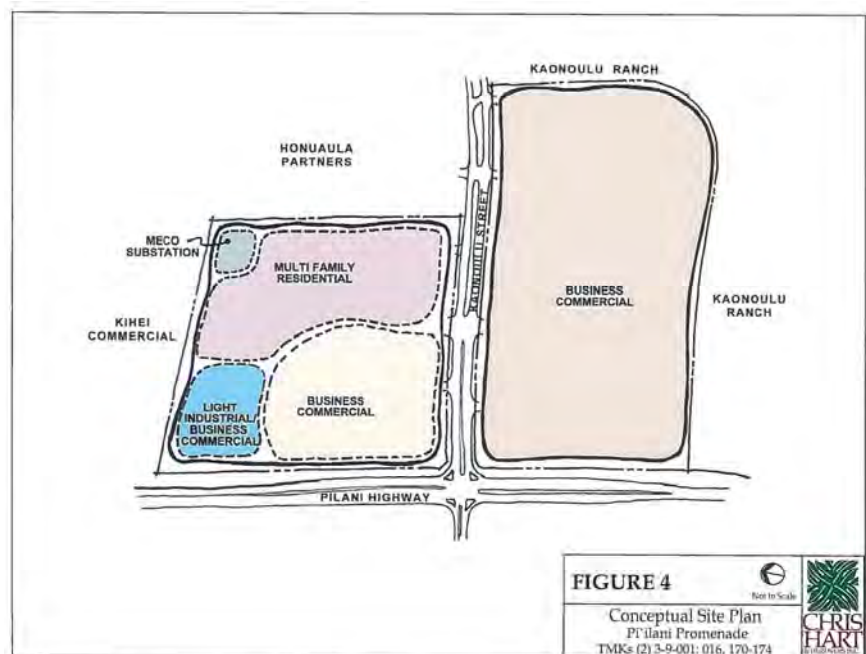 KAONOULU RANCH
HONUAULA
PARTNERS
MECO
SUBSTATION
MULTI FAMILY
RESIDENTIAL
KAONOULU STREET
BUSINESS
COMMERCIAL
KAONOULU
RANCH
KIHEI
COMMERCIAL
LIGHT
INDUSTRIAL/
BUSINESS
COMMERCIAL
BUSINESS
COMMERCIAL
PILANI HIGHWAY
FIGURE 4
Not to Scale
Conceptual Site Plan
Pi'ilani Promenade
TMKs (2) 3-9-001: 016, 170-174
CHRIS
HART